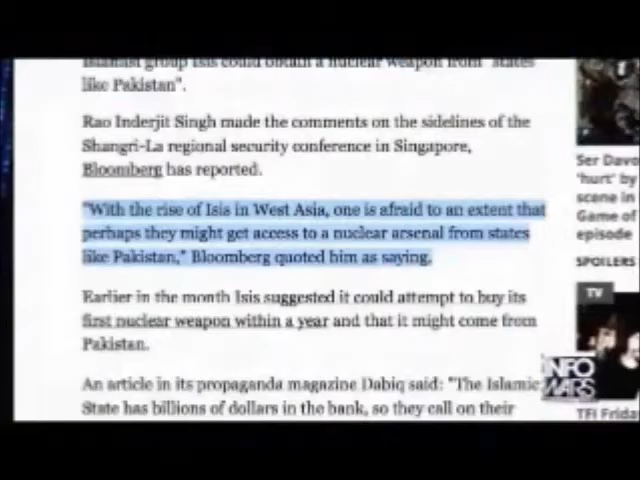 Islamist group Isis could obtain a nuclear weapon from "states
like Pakistan".
Rao Inderjit Singh made the comments on the sidelines of the
Shangri-La regional security conference in Singapore,
Bloomberg has reported.
"With the rise of Isis in West Asia, one is afraid to an extent that
perhaps they might get access to a nuclear arsenal from states
like Pakistan," Bloomberg quoted him as saying.
Earlier in the month Isis suggested it could attempt to buy its
first nuclear weapon within a year and that it might come from
Pakistan.
An article in its propaganda magazine Dabiq said: "The Islamic
State has billions of dollars in the bank, so they call on their
Ser Davo
'hurt' by
scene in
Game of
episode
SPOILERS
TV
INFO
WARS
TFI Frida